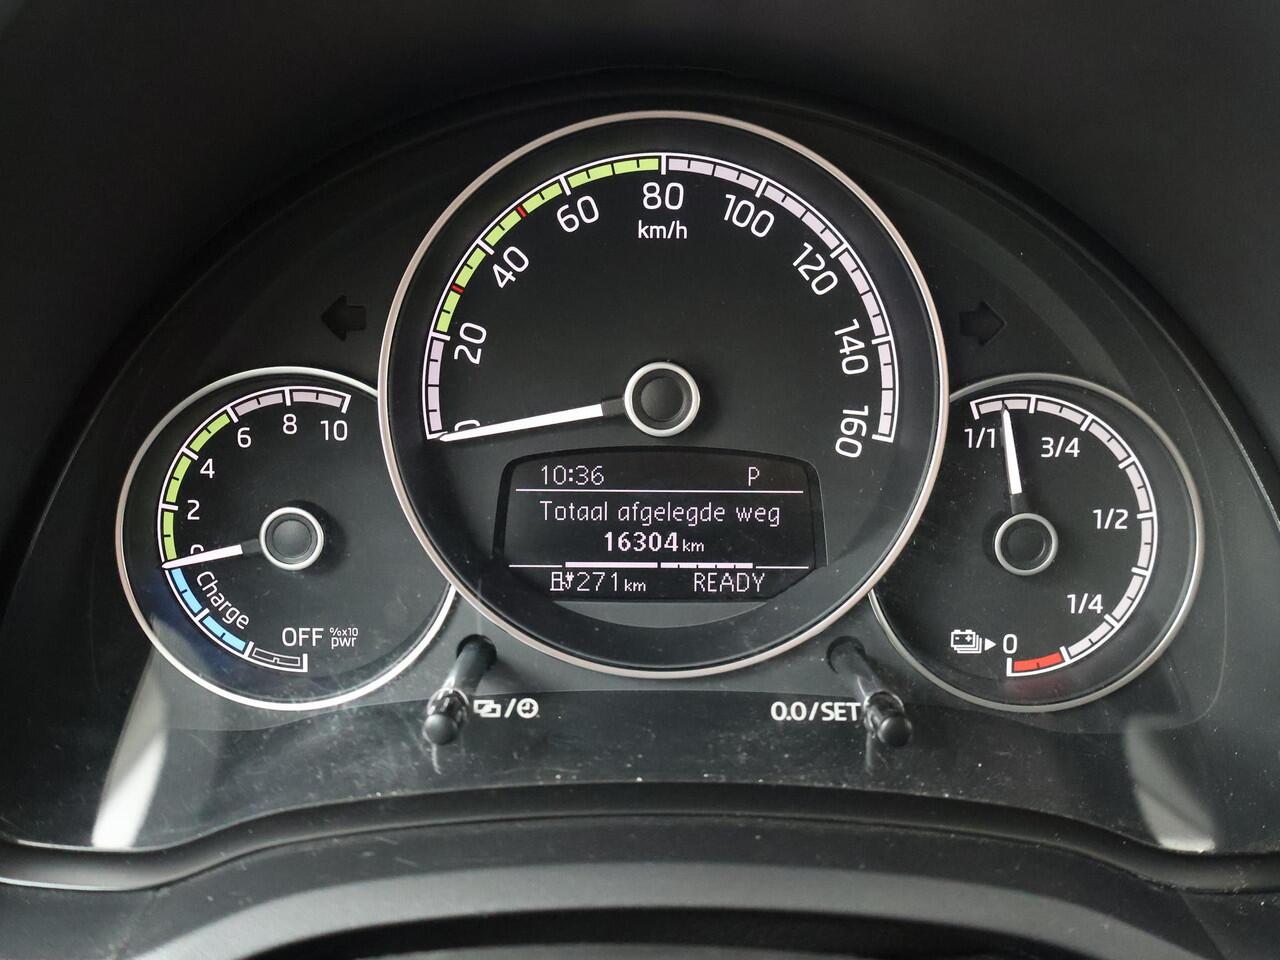 0 20 40 60 80 100 120 140 160
km/h
0 2 4 6 8 10
Charge
OFF %x10 pwr
10:36 P
Totaal afgelegde weg
16304 km
271 km READY
1/1 3/4 1/2 1/4 0
/
0.0/SET